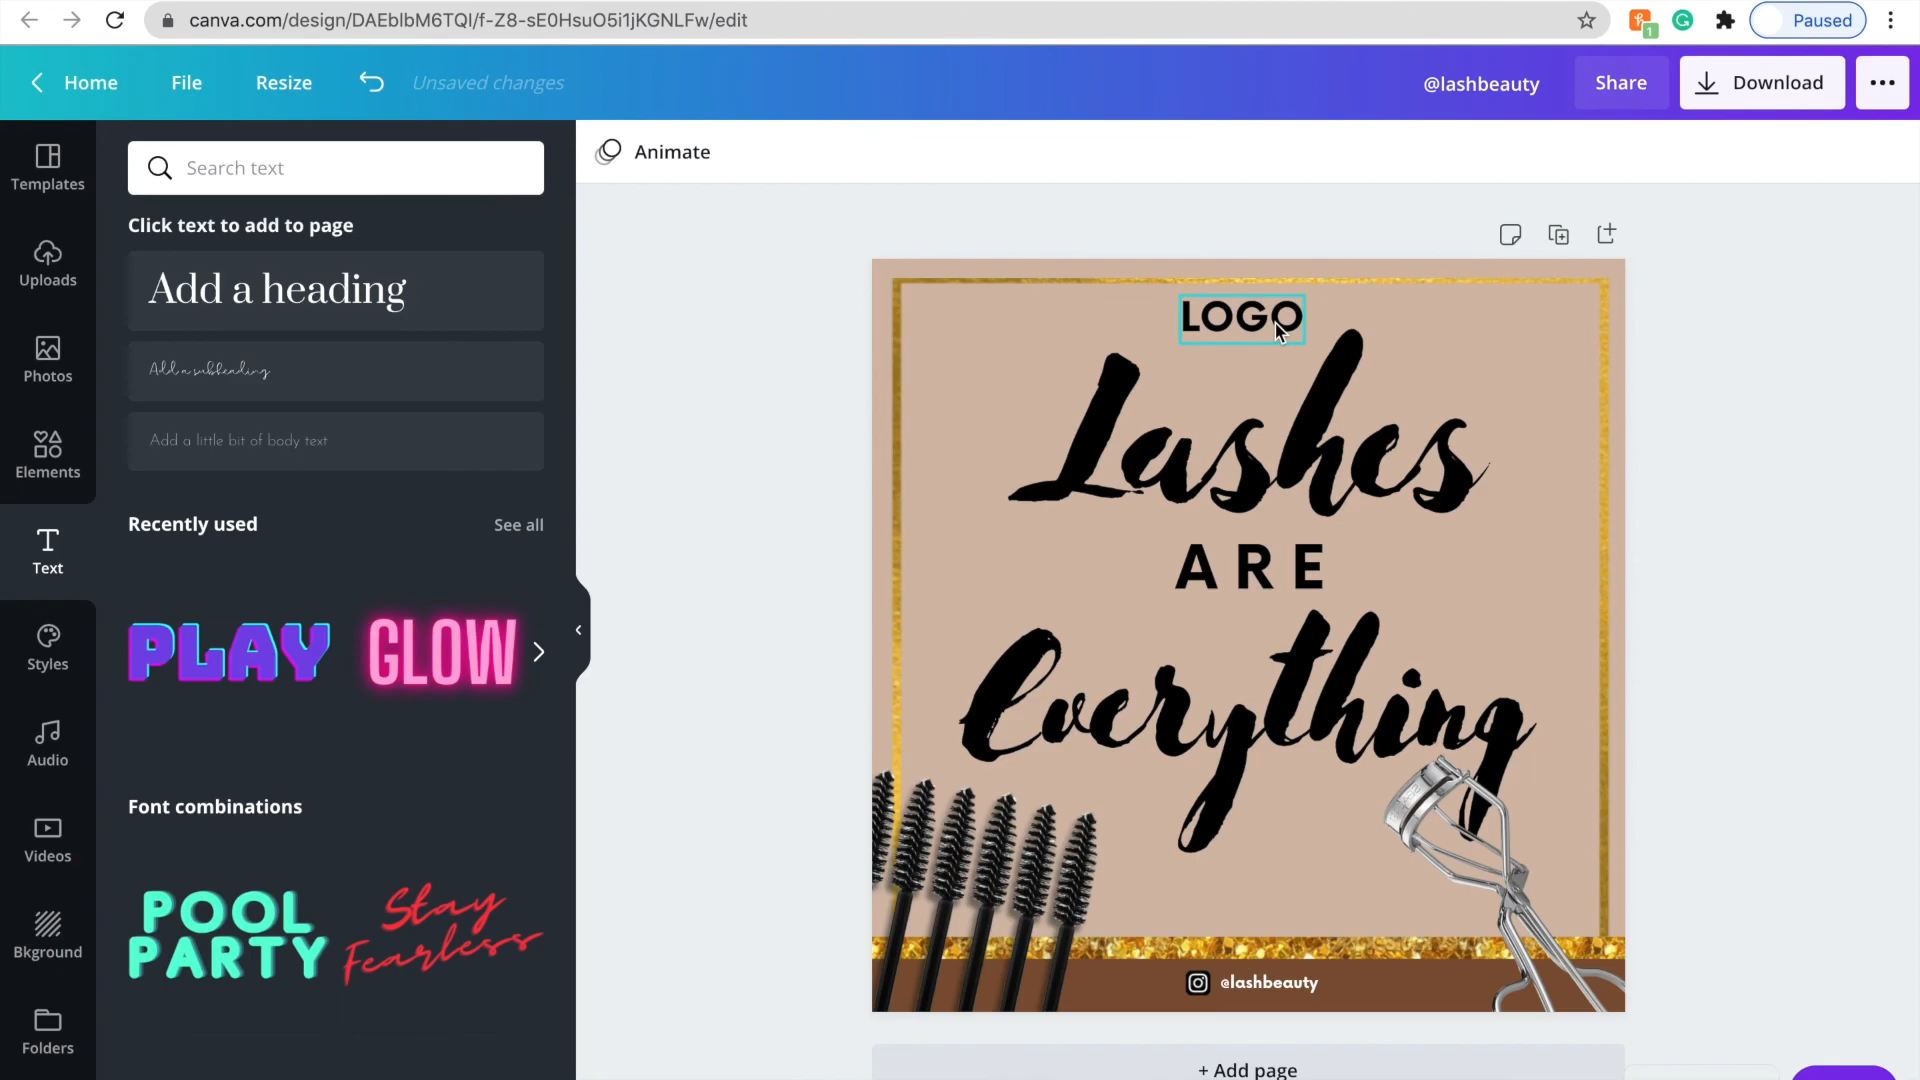 canva.com/design/DAEbIbM6TQI/f-Z8-sE0HsuO5i1jKGNLFw/edit
1
Paused
Home
File
Resize
Unsaved changes
@lashbeauty
Share
Download
Templates
Uploads
Photos
Elements
Text
Styles
Audio
Videos
Bkground
Folders
Search text
Click text to add to page
Add a heading
Add a subheading
Add a little bit of body text
Recently used
See all
PLAY
GLOW
Font combinations
POOL
PARTY
Stay
Fearless
Animate
LOGO
Lashes
ARE
Everything
@lashbeauty
+ Add page